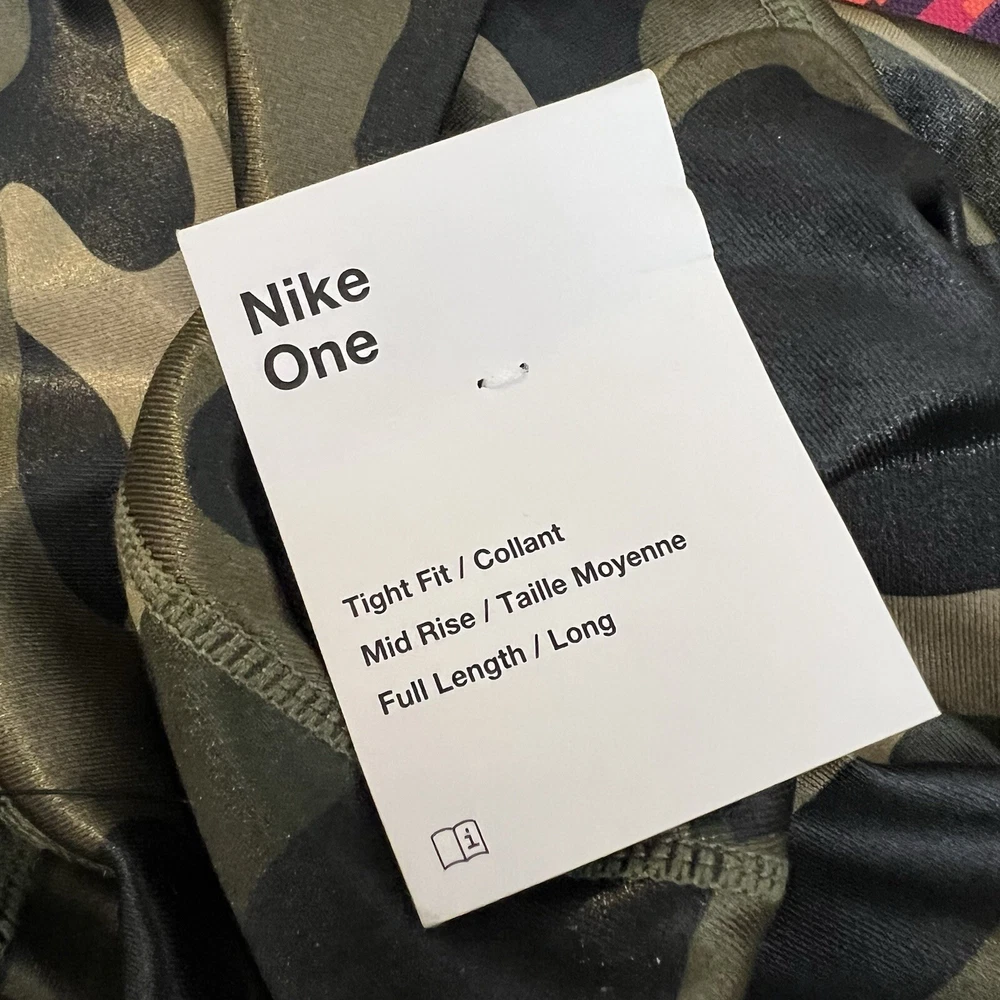 Nike
One
Tight Fit / Collant
Mid Rise / Taille Moyenne
Full Length / Long
i